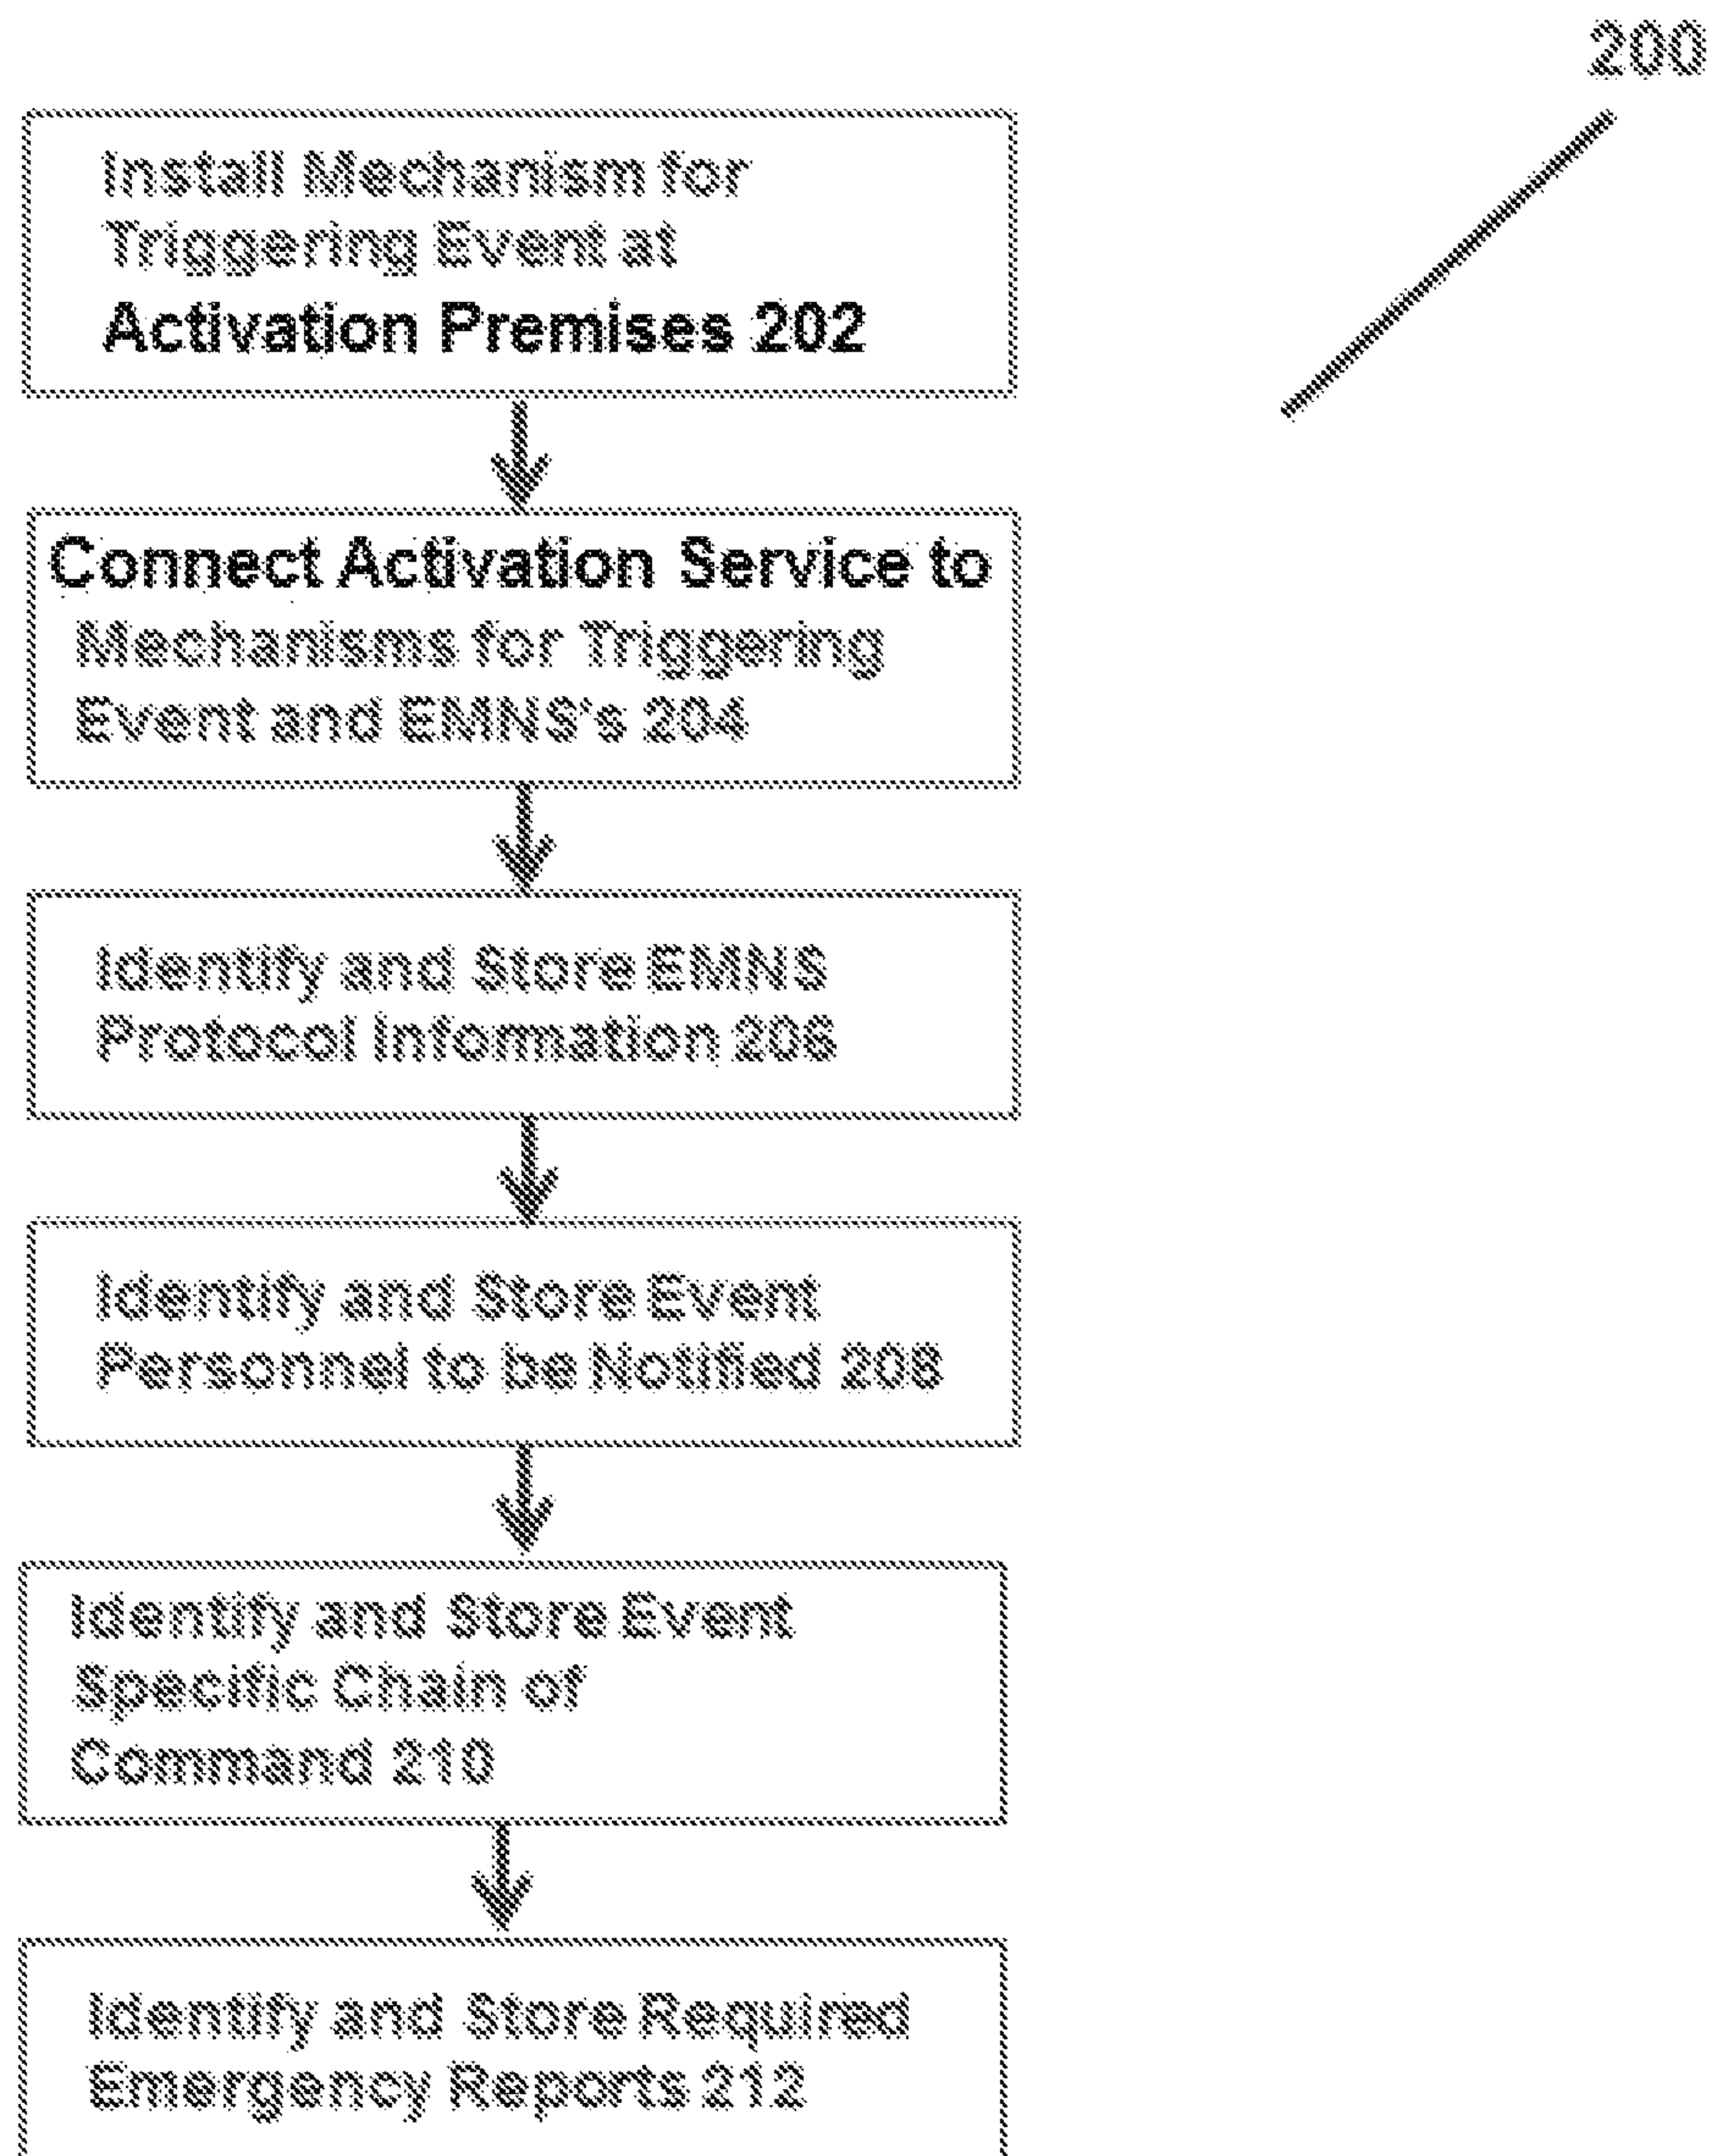 200
Install Mechanism for
Triggering Event at
Activation Premises 202
Connect Activation Service to
Mechanisms for Triggering
Event and EMNS's 204
Identify and Store EMNS
Protocol Information 206
Identify and Store Event
Personnel to be Notified 208
Identify and Store Event
Specific Chain of
Command 210
Identify and Store Required
Emergency Reports 212